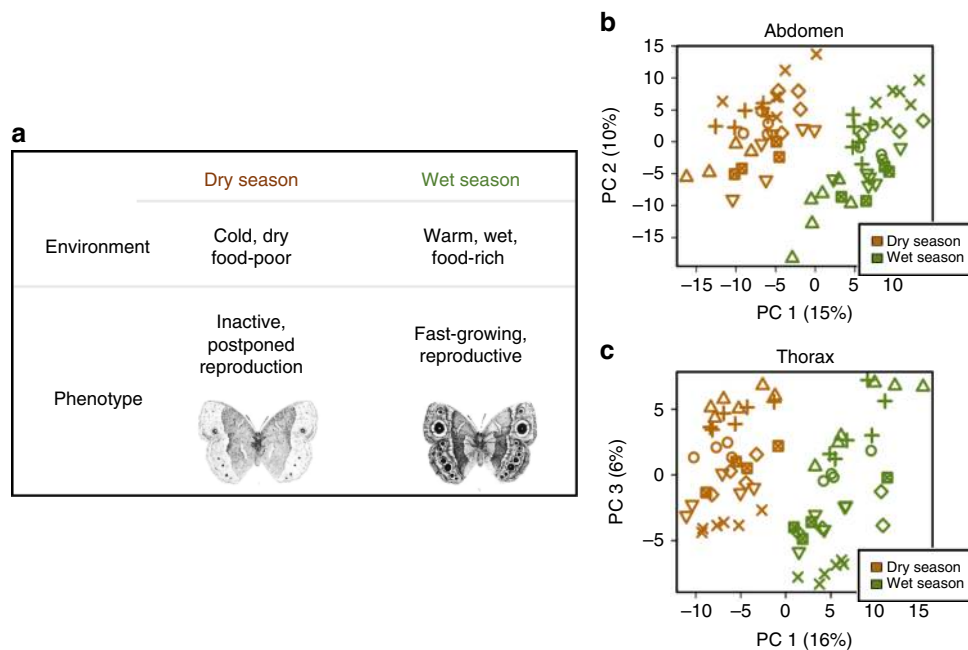 a
Dry season Wet season
Environment
Cold, dry
food-poor
Warm, wet,
food-rich
Phenotype
Inactive,
postponed
reproduction
Fast-growing,
reproductive
b
Abdomen
15
10
5
0
−5
−10
−15
PC 2 (10%)
Dry season
Wet season
−15 −10 −5 0 5 10
PC 1 (15%)
c
Thorax
5
0
−5
PC 3 (6%)
Dry season
Wet season
−10 −5 0 5 10 15
PC 1 (16%)